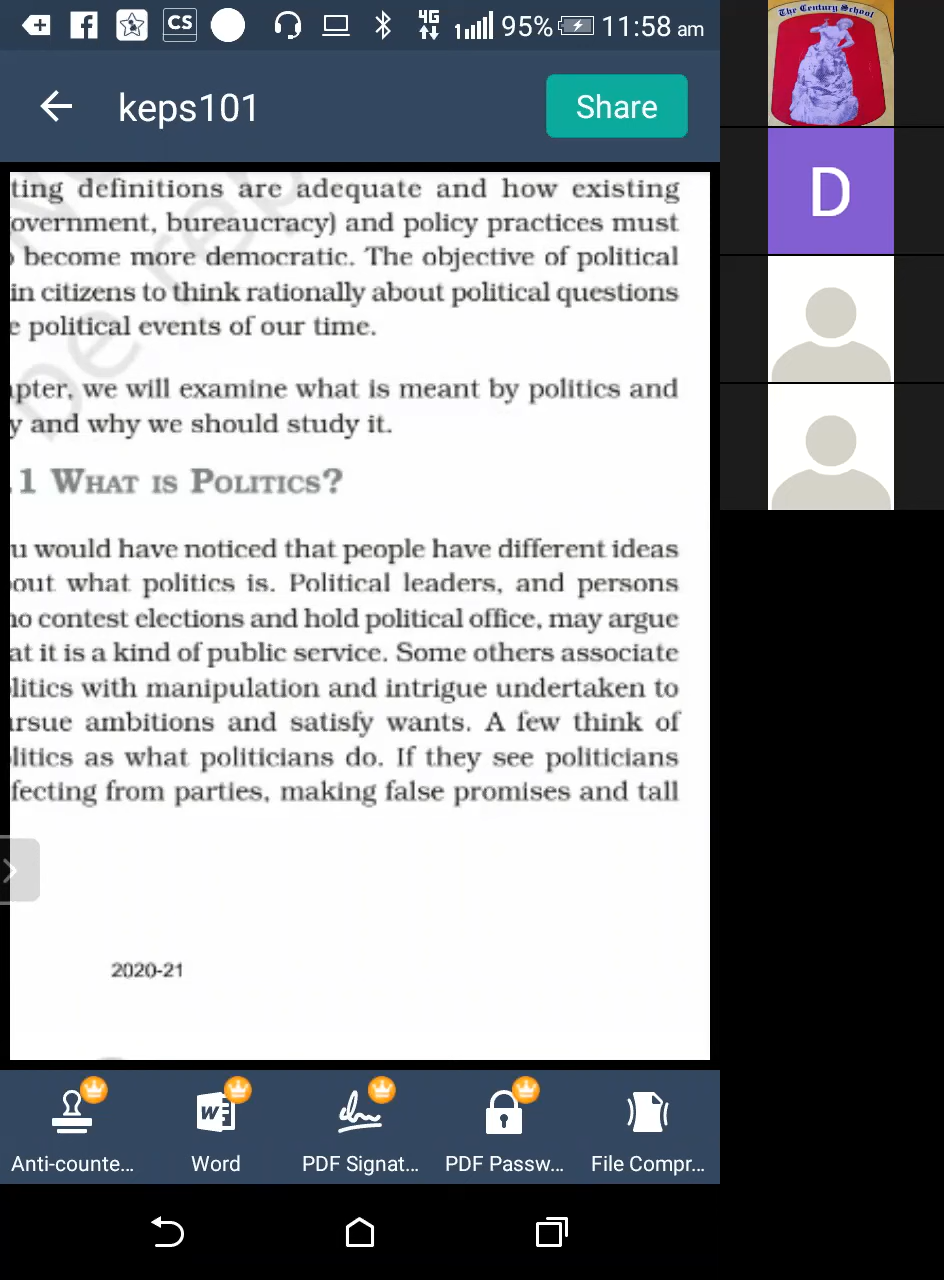 CS
4G
95%
11:58 am
The Century School
keps101
Share
D
ting definitions are adequate and how existing
overnment, bureaucracy) and policy practices must
become more democratic. The objective of political
in citizens to think rationally about political questions
e political events of our time.
pter, we will examine what is meant by politics and
y and why we should study it.
.1 WHAT IS POLITICS?
u would have noticed that people have different ideas
out what politics is. Political leaders, and persons
ho contest elections and hold political office, may argue
at it is a kind of public service. Some others associate
litics with manipulation and intrigue undertaken to
rsue ambitions and satisfy wants. A few think of
litics as what politicians do. If they see politicians
fecting from parties, making false promises and tall
2020-21
W
Anti-counte...
Word
PDF Signat...
PDF Passw...
File Compr...